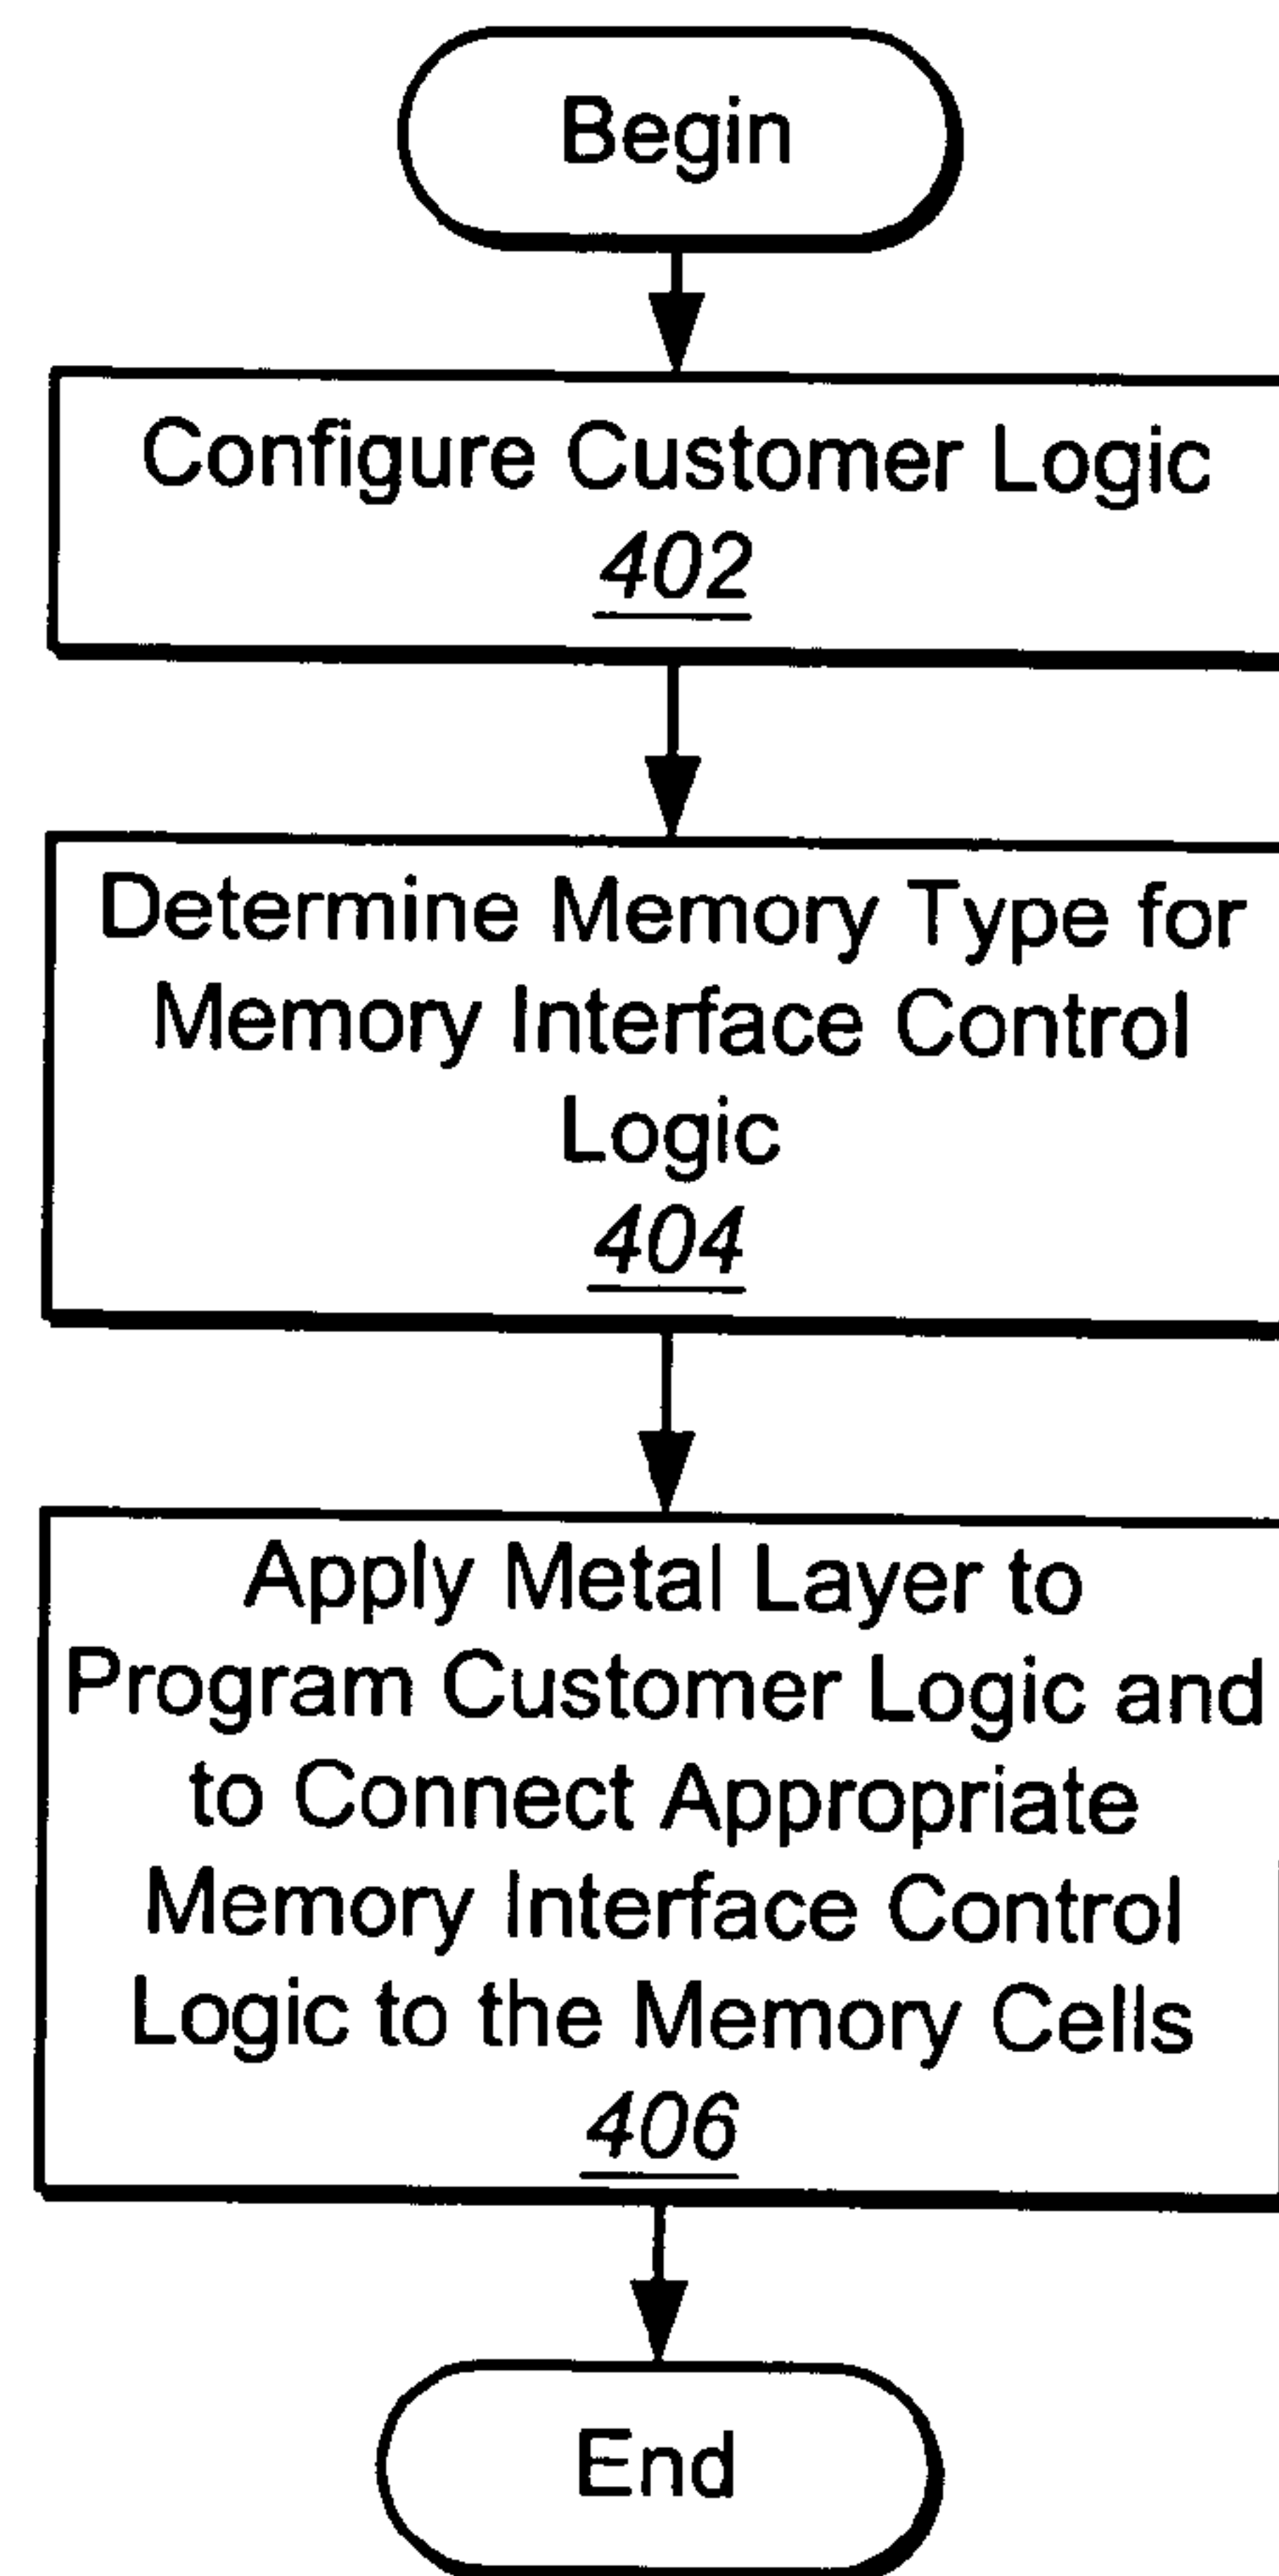 Begin
Configure Customer Logic
402
Determine Memory Type for
Memory Interface Control
Logic
404
Apply Metal Layer to
Program Customer Logic and
to Connect Appropriate
Memory Interface Control
Logic to the Memory Cells
406
End